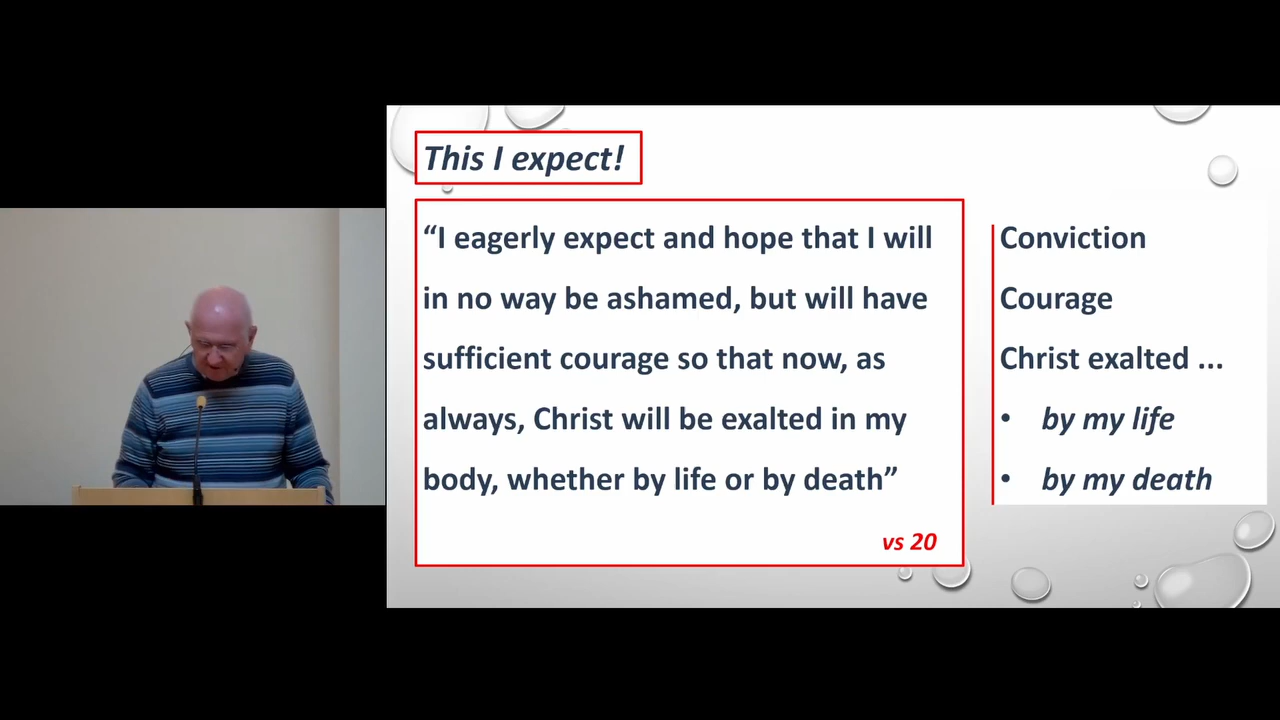 This I expect!
“I eagerly expect and hope that I will
in no way be ashamed, but will have
sufficient courage so that now, as
always, Christ will be exalted in my
body, whether by life or by death”
vs 20
Conviction
Courage
Christ exalted ...
• by my life
• by my death